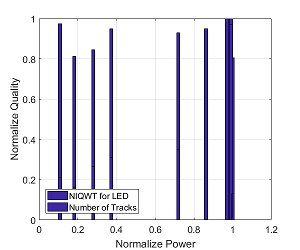 1
0.8
0.6
0.4
0.2
0
Normalize Quality
NIQWT for LED
Number of Tracks
0 0.2 0.4 0.6 0.8 1 1.2
Normalize Power